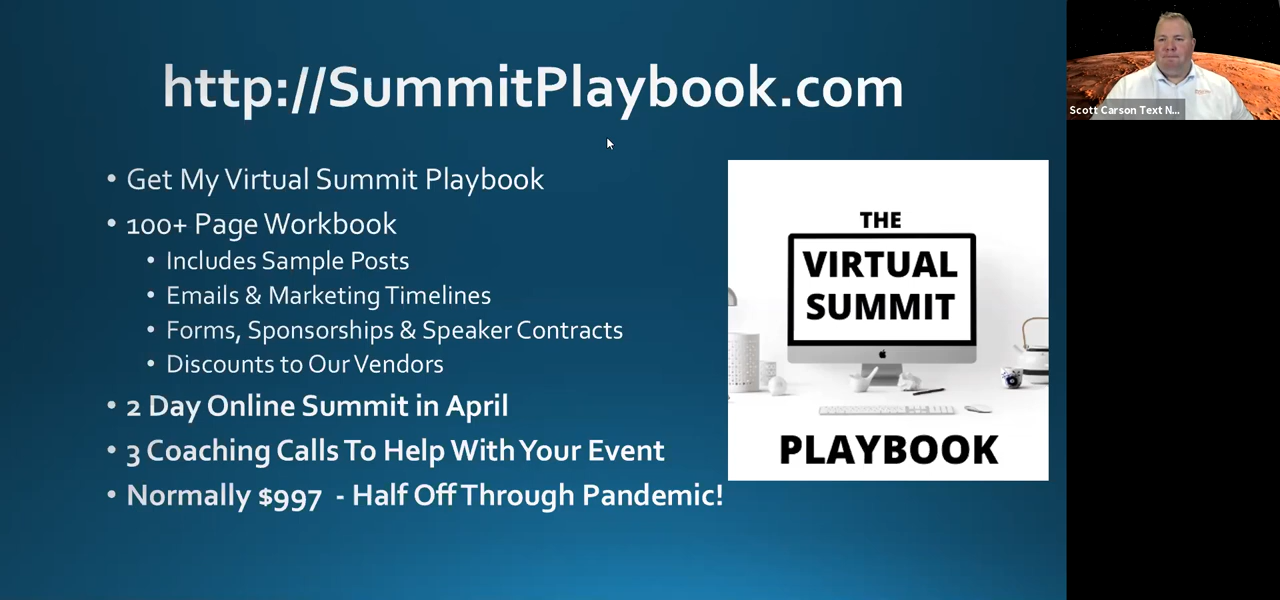 http://SummitPlaybook.com
Scott Carson Text N...
• Get My Virtual Summit Playbook
• 100+ Page Workbook
• Includes Sample Posts
• Emails & Marketing Timelines
• Forms, Sponsorships & Speaker Contracts
• Discounts to Our Vendors
• 2 Day Online Summit in April
• 3 Coaching Calls To Help With Your Event
• Normally $997 - Half Off Through Pandemic!
THE
VIRTUAL
SUMMIT
PLAYBOOK